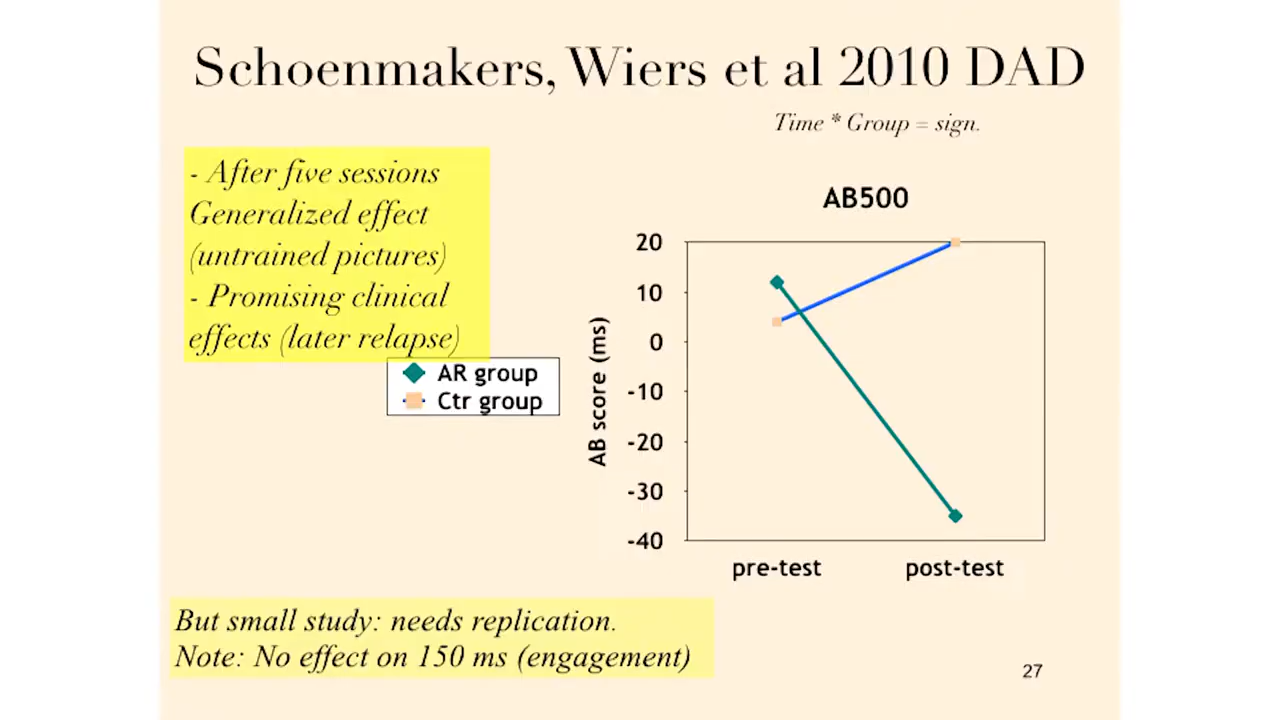 Schoenmakers, Wiers et al 2010 DAD
Time * Group = sign.
- After five sessions
Generalized effect
(untrained pictures)
- Promising clinical
effects (later relapse)
AR group
Ctr group
AB500
AB score (ms)
20
10
0
-10
-20
-30
-40
pre-test
post-test
But small study: needs replication.
Note: No effect on 150 ms (engagement)
27